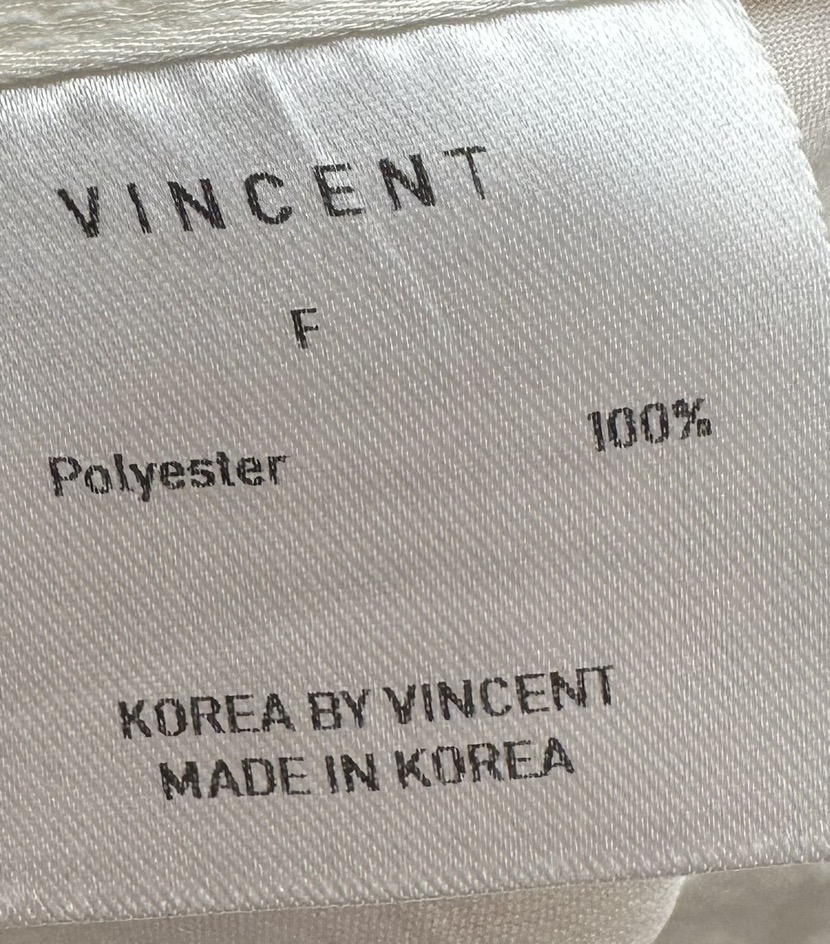 VINCENT
F
Polyester 100%
KOREA BY VINCENT
MADE IN KOREA